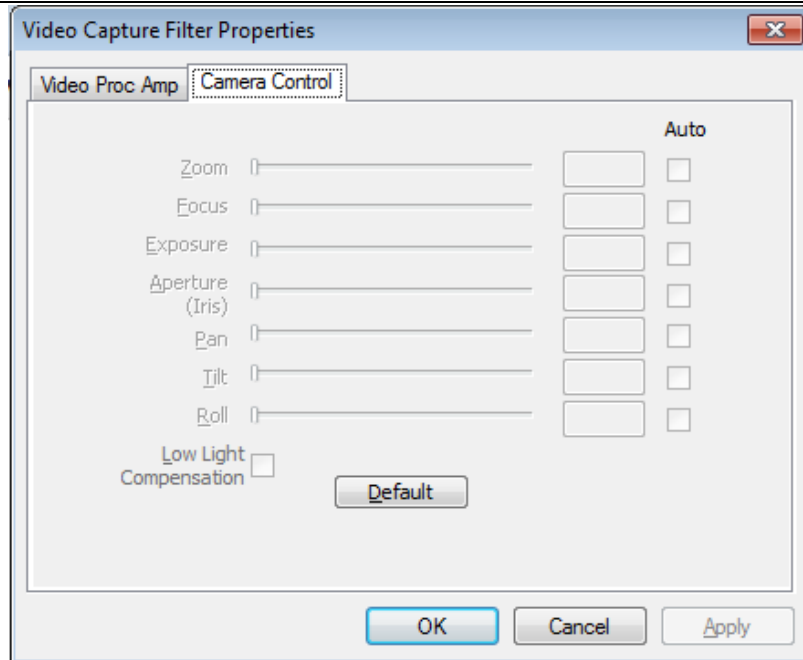 Video Capture Filter Properties
Video Proc Amp
Camera Control
Auto
Zoom
Focus
Exposure
Aperture
(Iris)
Pan
Tilt
Roll
Low Light
Compensation
Default
OK
Cancel
Apply